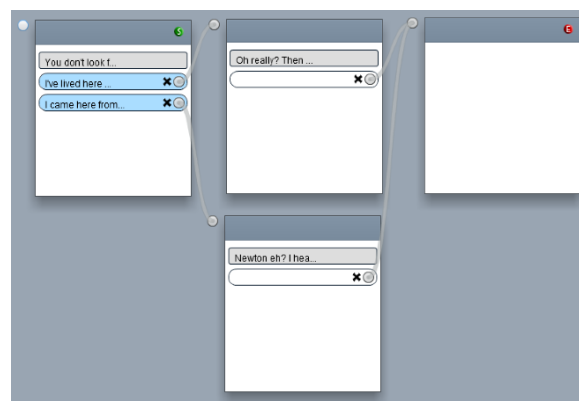 S
You don't look f...
I've lived here ...
I came here from...
Oh really? Then ...
Newton eh? I hea...
E